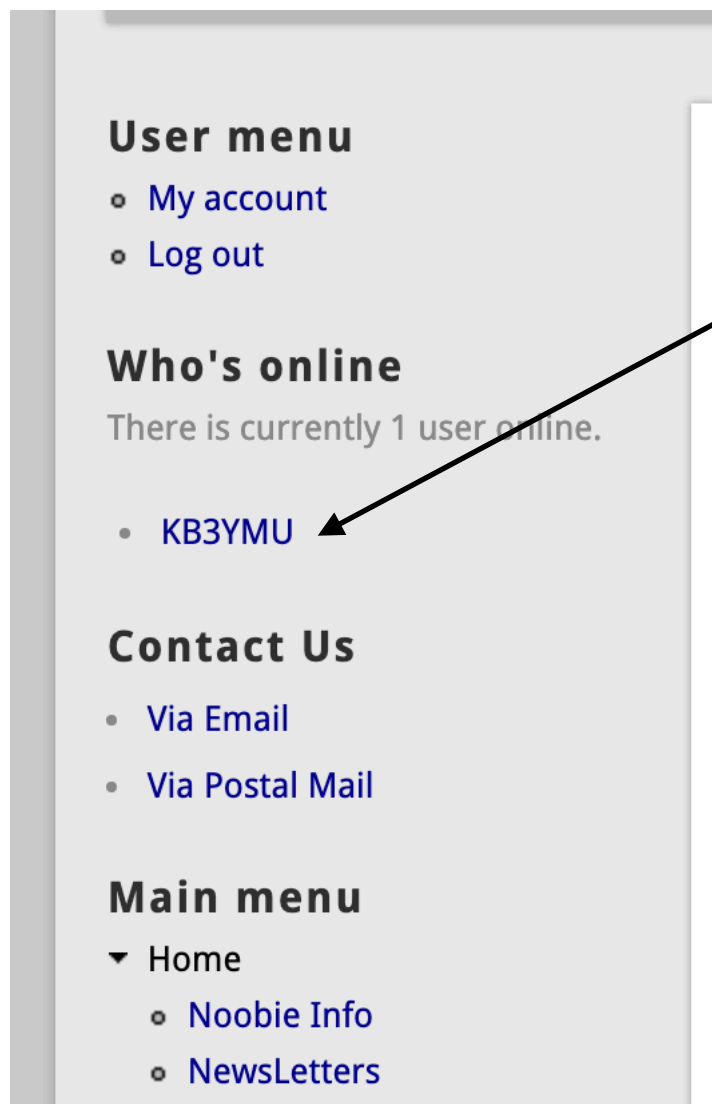 User menu
My account
Log out
Who's online
There is currently 1 user online.
KB3YMU
Contact Us
Via Email
Via Postal Mail
Main menu
Home
Noobie Info
NewsLetters